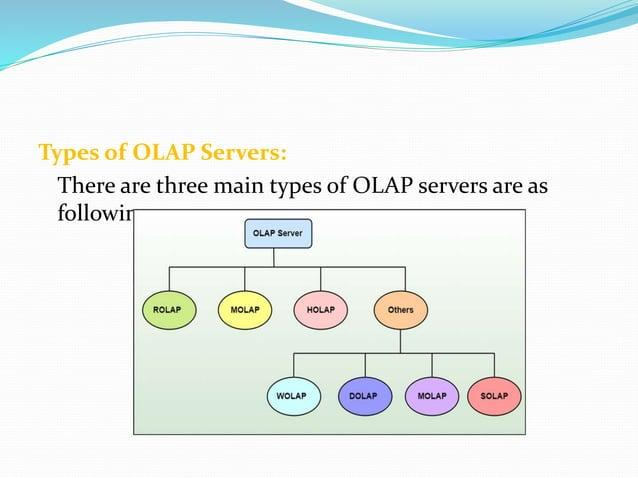 Types of OLAP Servers:
There are three main types of OLAP servers are as
OLAP Server
ROLAP MOLAP HOLAP Others
WOLAP DOLAP MOLAP SOLAP